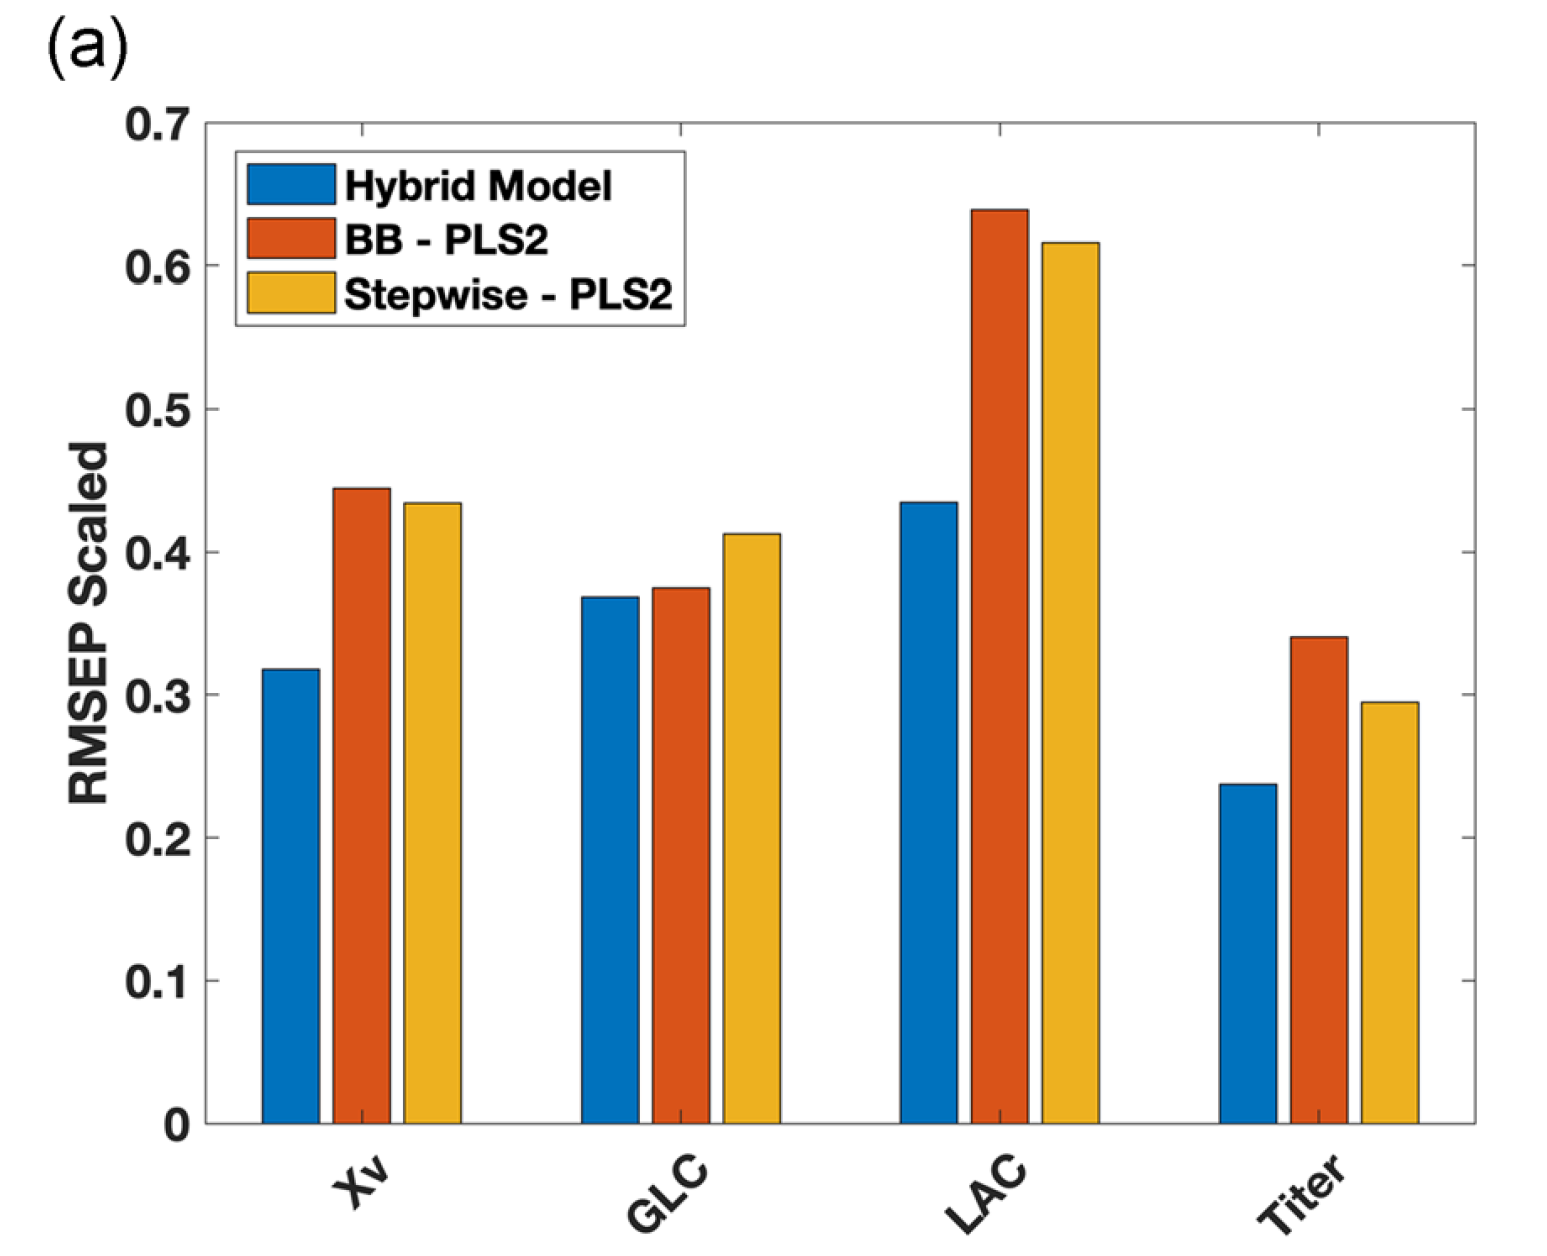 (a)
0.7
Hybrid Model
BB - PLS2
Stepwise - PLS2
0.6
0.5
0.4
0.3
0.2
0.1
0
RMSEP Scaled
Xv
GLC
LAC
Titer